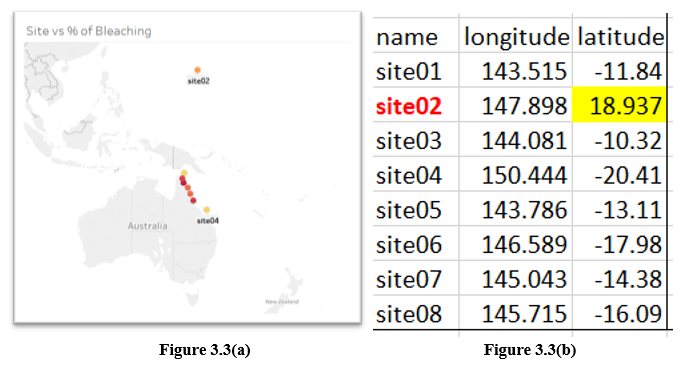 Site vs % of Bleaching
site02
site04
Australia
New Zealand
name longitude latitude
site01 143.515 -11.84
site02 147.898 18.937
site03 144.081 -10.32
site04 150.444 -20.41
site05 143.786 -13.11
site06 146.589 -17.98
site07 145.043 -14.38
site08 145.715 -16.09
Figure 3.3(a)
Figure 3.3(b)